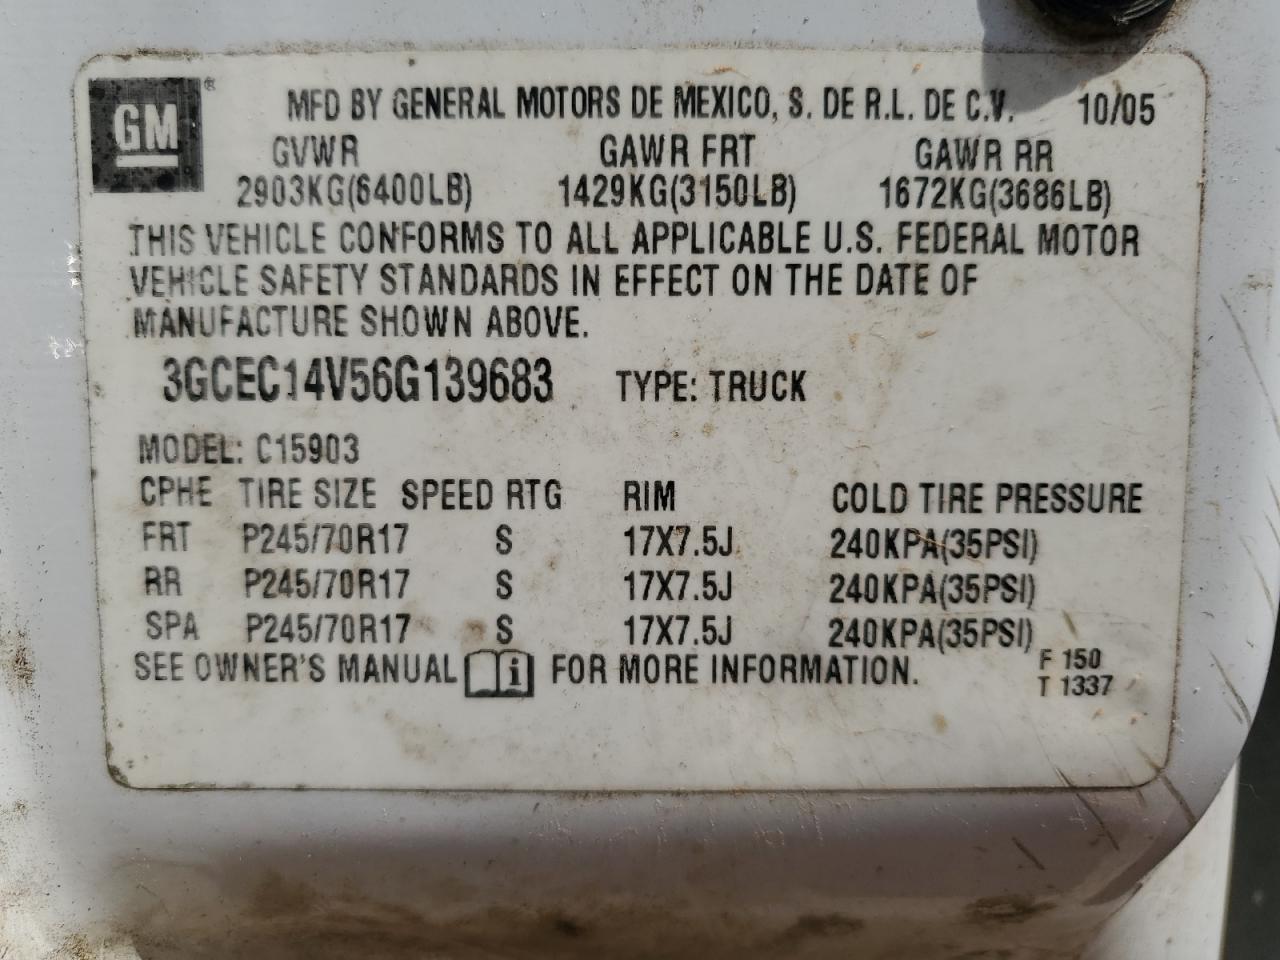 GM ® MFD BY GENERAL MOTORS DE MEXICO, S. DE R.L. DE C.V. 10/05
GVWR GAWR FRT GAWR RR
2903KG(6400LB) 1429KG(3150LB) 1672KG(3686LB)
THIS VEHICLE CONFORMS TO ALL APPLICABLE U.S. FEDERAL MOTOR
VEHICLE SAFETY STANDARDS IN EFFECT ON THE DATE OF
MANUFACTURE SHOWN ABOVE.
3GCEC14V56G139683 TYPE: TRUCK
MODEL: C15903
CPHE TIRE SIZE SPEED RTG RIM COLD TIRE PRESSURE
FRT P245/70R17 S 17X7.5J 240KPA(35PSI)
RR P245/70R17 S 17X7.5J 240KPA(35PSI)
SPA P245/70R17 S 17X7.5J 240KPA(35PSI)
SEE OWNER'S MANUAL i FOR MORE INFORMATION.
F 150
T 1337